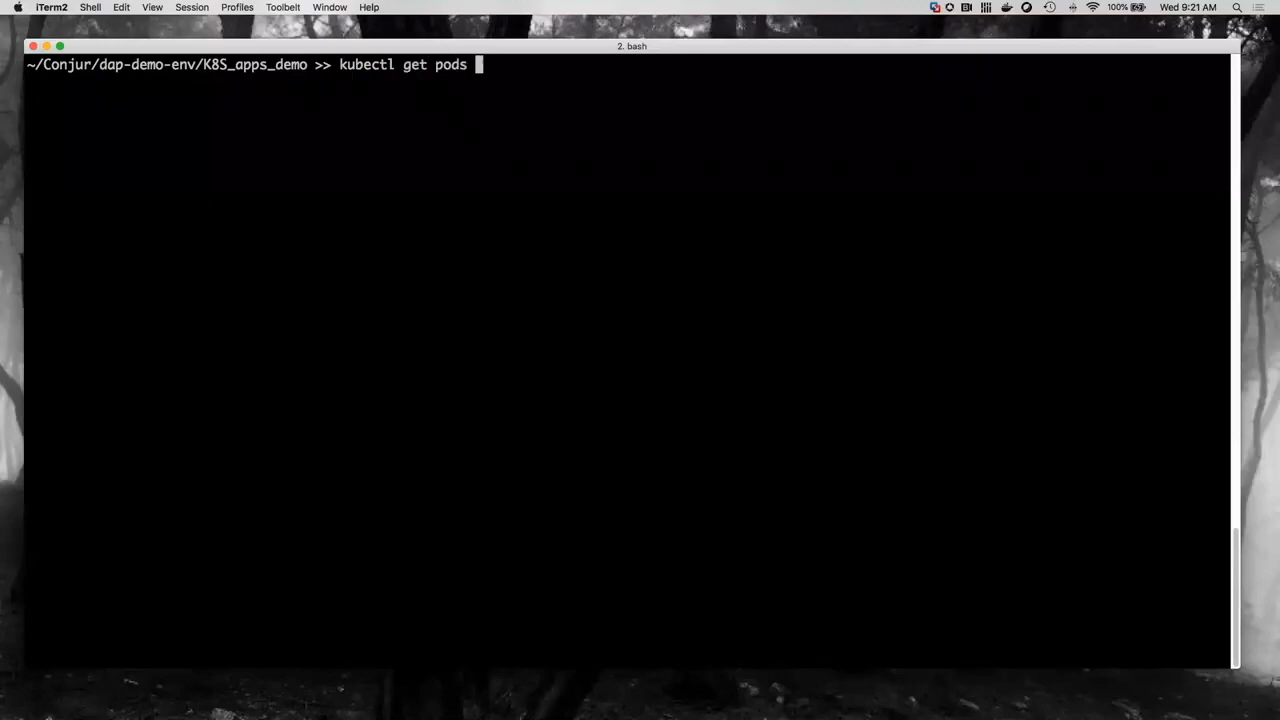 iTerm2 Shell Edit View Session Profiles Toolbelt Window Help 100% Wed 9:21 AM
2. bash
~/Conjur/dap-demo-env/K8S_apps_demo >> kubectl get pods